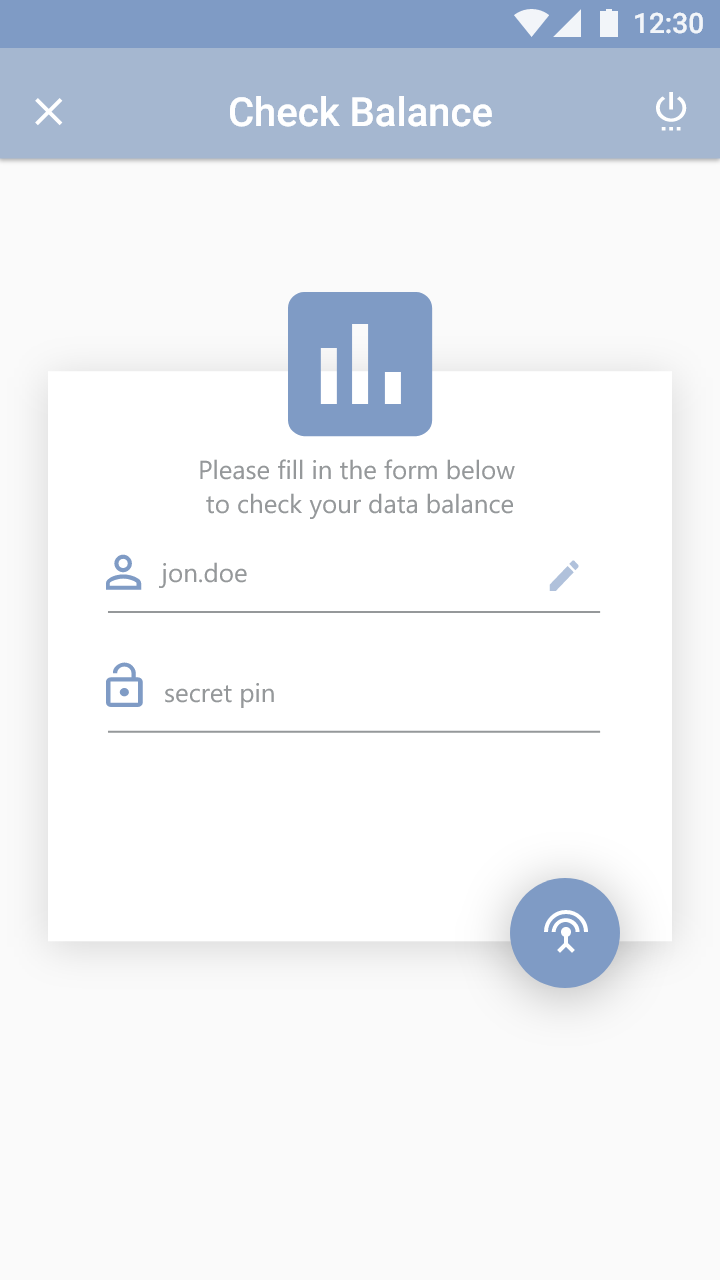 12:30
Check Balance
Please fill in the form below
to check your data balance
jon.doe
secret pin